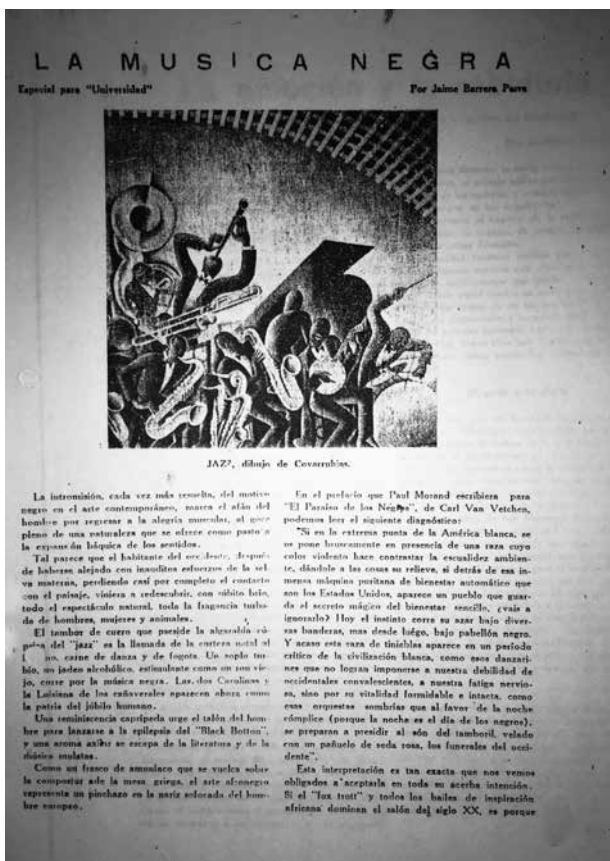 LA MUSICA NEGRA
Especial para "Universidad"
Por Jaime Barrera Parra
JAZZ, dibujo de Covarrubias.
La intromisión, cada vez más resuelta, del motivo
negro en el arte contemporáneo, marca el afán del
hombre por regresar a la alegría muscular, al goce
pleno de una naturaleza que se ofrece como pasto a
la expansión báquica de los sentidos.
Tal parece que el habitante del occidente, después
de haberse alejado con inauditos esfuerzos de la sel-
va materna, perdiendo casi por completo el contacto
con el paisaje, viniera a redescubrir, con súbito brío,
todo el espectáculo natural, toda la fragancia turba-
da de hombres, mujeres y animales.
El tambor de cuero que preside la algarabía
del "jazz" es la llamada de la corteza natal al
carne de danza y de fogata. Un soplo tur-
bio, un jadeo alcohólico, estimulante como un ron vie-
jo, corre por la música negra. Las dos Carolinas y
la Luisiana de los cañaverales aparecen ahora como
la patria del júbilo humano.
Una reminiscencia caprípeda urge el talón del hom-
bre para lanzarse a la epilepsia del "Black Botton",
y una aroma se escapa de la literatura y de la
música mulatas.
Como un frasco de amoníaco que se vuelca sobre
la compostur ade la mesa griega, el arte afronegro
representa un pinchazo en la nariz sofocada del hom-
bre europeo.
En el prefacio que Paul Morand escribiera para
"El Paraíso de los Negros", de Carl Van Vetchen,
podemos leer el siguiente diagnóstico:
"Si en la extrema punta de la América blanca, se
nos pone bruscamente en presencia de una raza cuyo
color violento hace contrastar la escualidez ambien-
te, dándole a las cosas su relieve, si detrás de esa in-
mensa máquina puritana de bienestar automático que
son los Estados Unidos, aparece un pueblo que guar-
da el secreto mágico del bienestar sencillo, ¿vais a
ignorarlo? Hoy el instinto corre su azar bajo diver-
sas banderas, mas desde luégo, bajo pabellón negro.
Y acaso esta raza de tinieblas aparece en un período
crítico de la civilización blanca, como esos danzari-
nes que no logran imponerse a nuestra debilidad de
occidentales convalescientes, a nuestra fatiga nervio-
sa, sino por su vitalidad formidable e intacta, como
esas orquestas sombrías que al favor de la noche
cómplice (porque la noche es el día de los negros),
se preparan a presidir al són del tamboril, velado
con un pañuelo de seda rosa, los funerales del occi-
dente".
Esta interpretación es tan exacta que nos vemos
obligados a aceptarla en toda su acerba intención.
Si el "fox trott" y todos los bailes de inspiración
africana dominan el salón del siglo XX, es porque